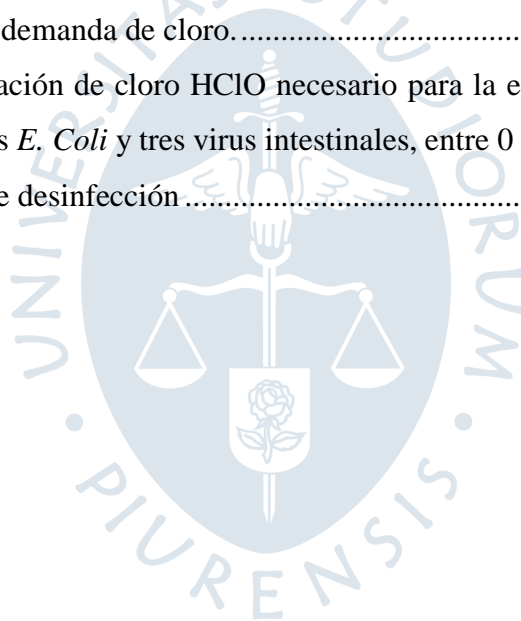 demanda de cloro. ....................................
ación de cloro HClO necesario para la e
s E. Coli y tres virus intestinales, entre 0
e desinfección ..........................................
UNIVERSITAS STUDIORUM
PIURENSIS